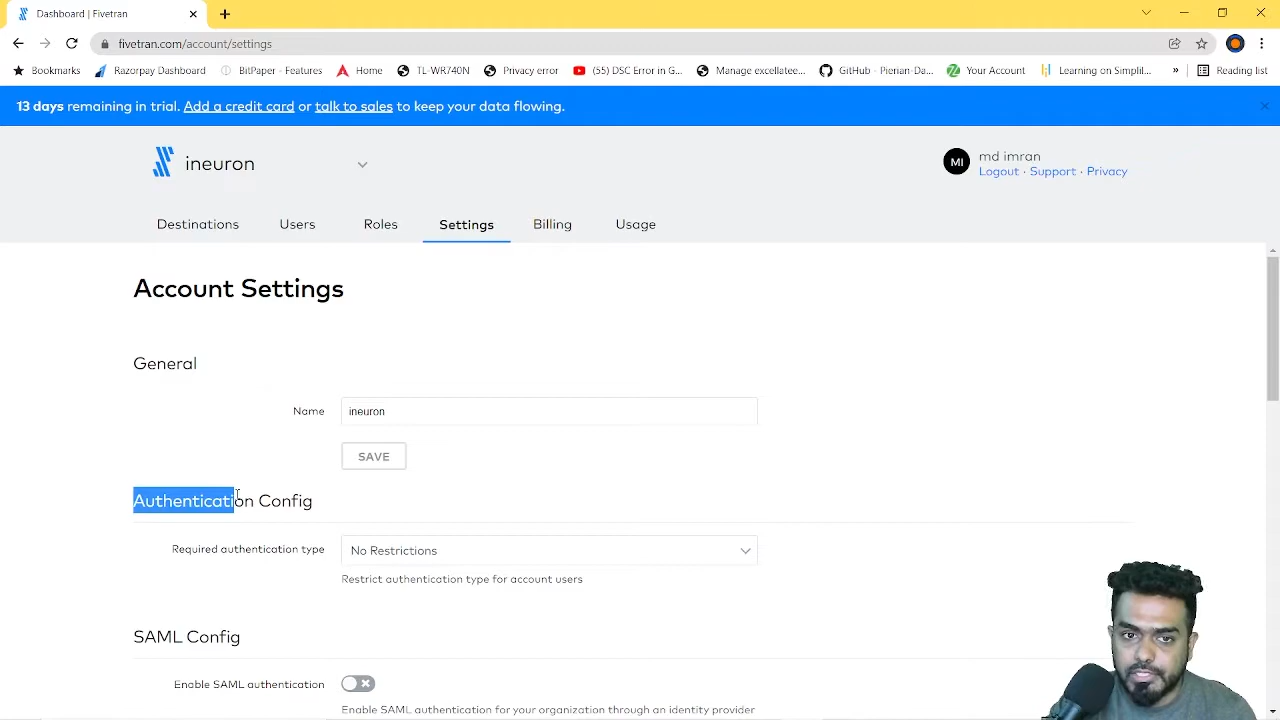 Dashboard | Fivetran
fivetran.com/account/settings
Bookmarks
Razorpay Dashboard
BitPaper - Features
Home
TL-WR740N
Privacy error
(55) DSC Error in G...
Manage excellatee...
GitHub - Pierian-Da...
Your Account
Learning on Simplil...
»
Reading list
13 days remaining in trial. Add a credit card or talk to sales to keep your data flowing.
ineuron
MI
md imran
Logout · Support · Privacy
Destinations
Users
Roles
Settings
Billing
Usage
Account Settings
General
Name
ineuron
SAVE
Authentication Config
Required authentication type
No Restrictions
Restrict authentication type for account users
SAML Config
Enable SAML authentication
Enable SAML authentication for your organization through an identity provider